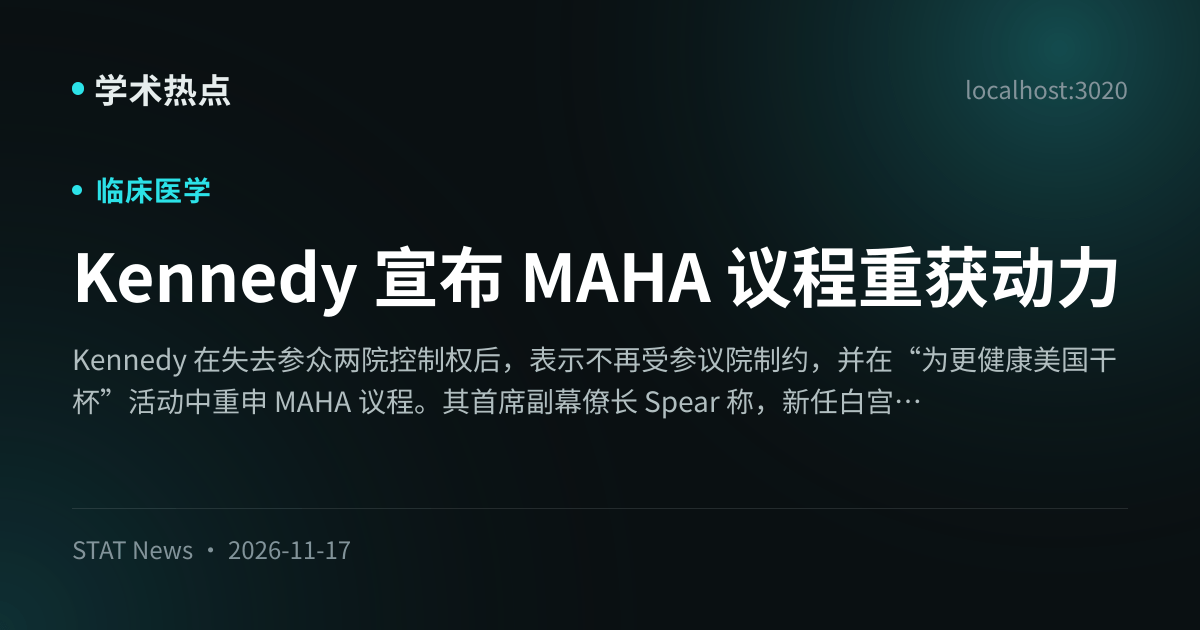 学术热点
localhost:3020
临床医学
Kennedy 宣布 MAHA 议程重获动力
Kennedy 在失去参众两院控制权后，表示不再受参议院制约，并在“为更健康美国干
杯”活动中重申 MAHA 议程。其首席副幕僚长 Spear 称，新任白宫…
STAT News · 2026-11-17